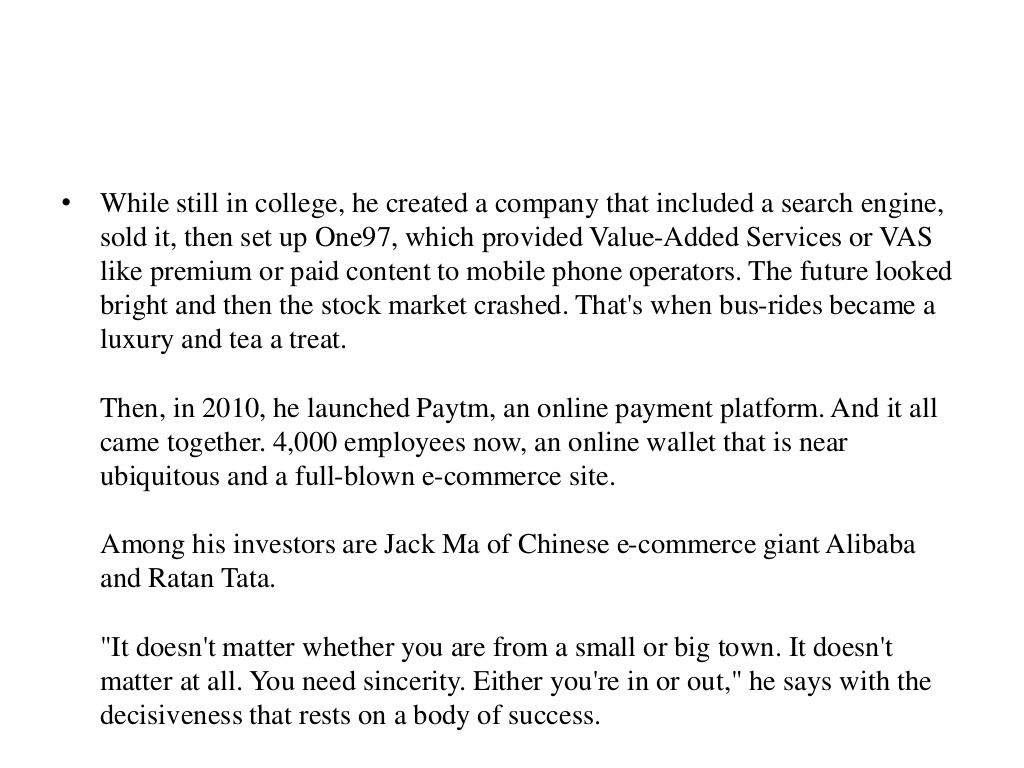 • While still in college, he created a company that included a search engine,
sold it, then set up One97, which provided Value-Added Services or VAS
like premium or paid content to mobile phone operators. The future looked
bright and then the stock market crashed. That's when bus-rides became a
luxury and tea a treat.
Then, in 2010, he launched Paytm, an online payment platform. And it all
came together. 4,000 employees now, an online wallet that is near
ubiquitous and a full-blown e-commerce site.
Among his investors are Jack Ma of Chinese e-commerce giant Alibaba
and Ratan Tata.
"It doesn't matter whether you are from a small or big town. It doesn't
matter at all. You need sincerity. Either you're in or out," he says with the
decisiveness that rests on a body of success.